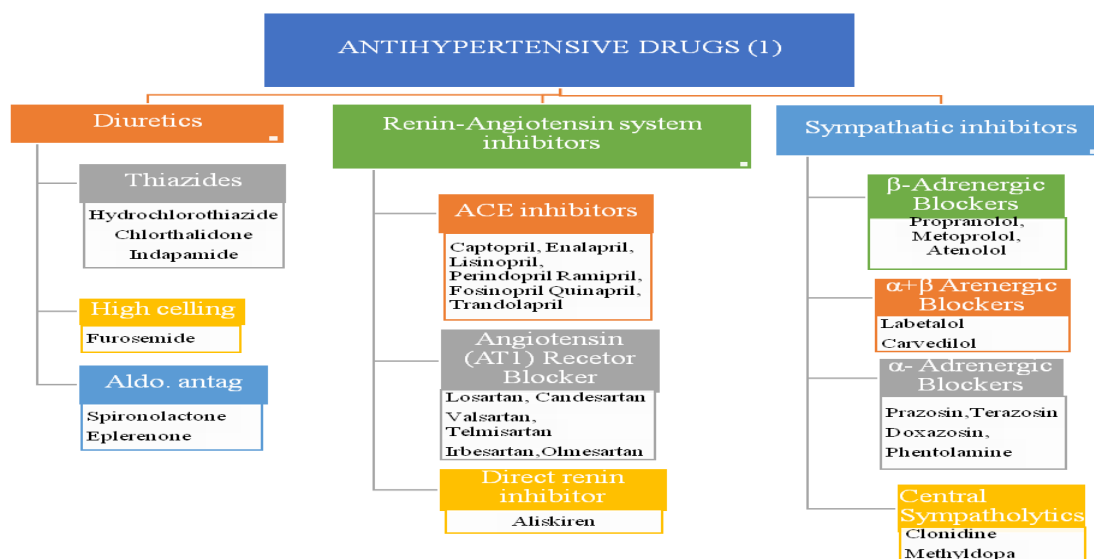 ANTIHYPERTENSIVE DRUGS (1)
Diuretics
Thiazides
Hydrochlorothiazide
Chlorthalidone
Indapamide
High celling
Furosemide
Aldo. antag
Spironolactone
Eplerenone
Renin-Angiotensin system
inhibitors
ACE inhibitors
Captopril, Enalapril,
Lisinopril,
Perindopril Ramipril,
Fosinopril Quinapril,
Trandolapril
Angiotensin
(AT1) Recetor
Blocker
Losartan, Candesartan
Valsartan,
Telmisartan
Irbesartan,Olmesartan
Direct renin
inhibitor
Aliskiren
Sympathatic inhibitors
β-Adrenergic
Blockers
Propranolol,
Metoprolol,
Atenolol
α+β Arenergic
Blockers
Labetalol
Carvedilol
α- Adrenergic
Blockers
Prazosin,Terazosin
Doxazosin,
Phentolamine
Central
Sympatholytics
Clonidine
Methyldopa